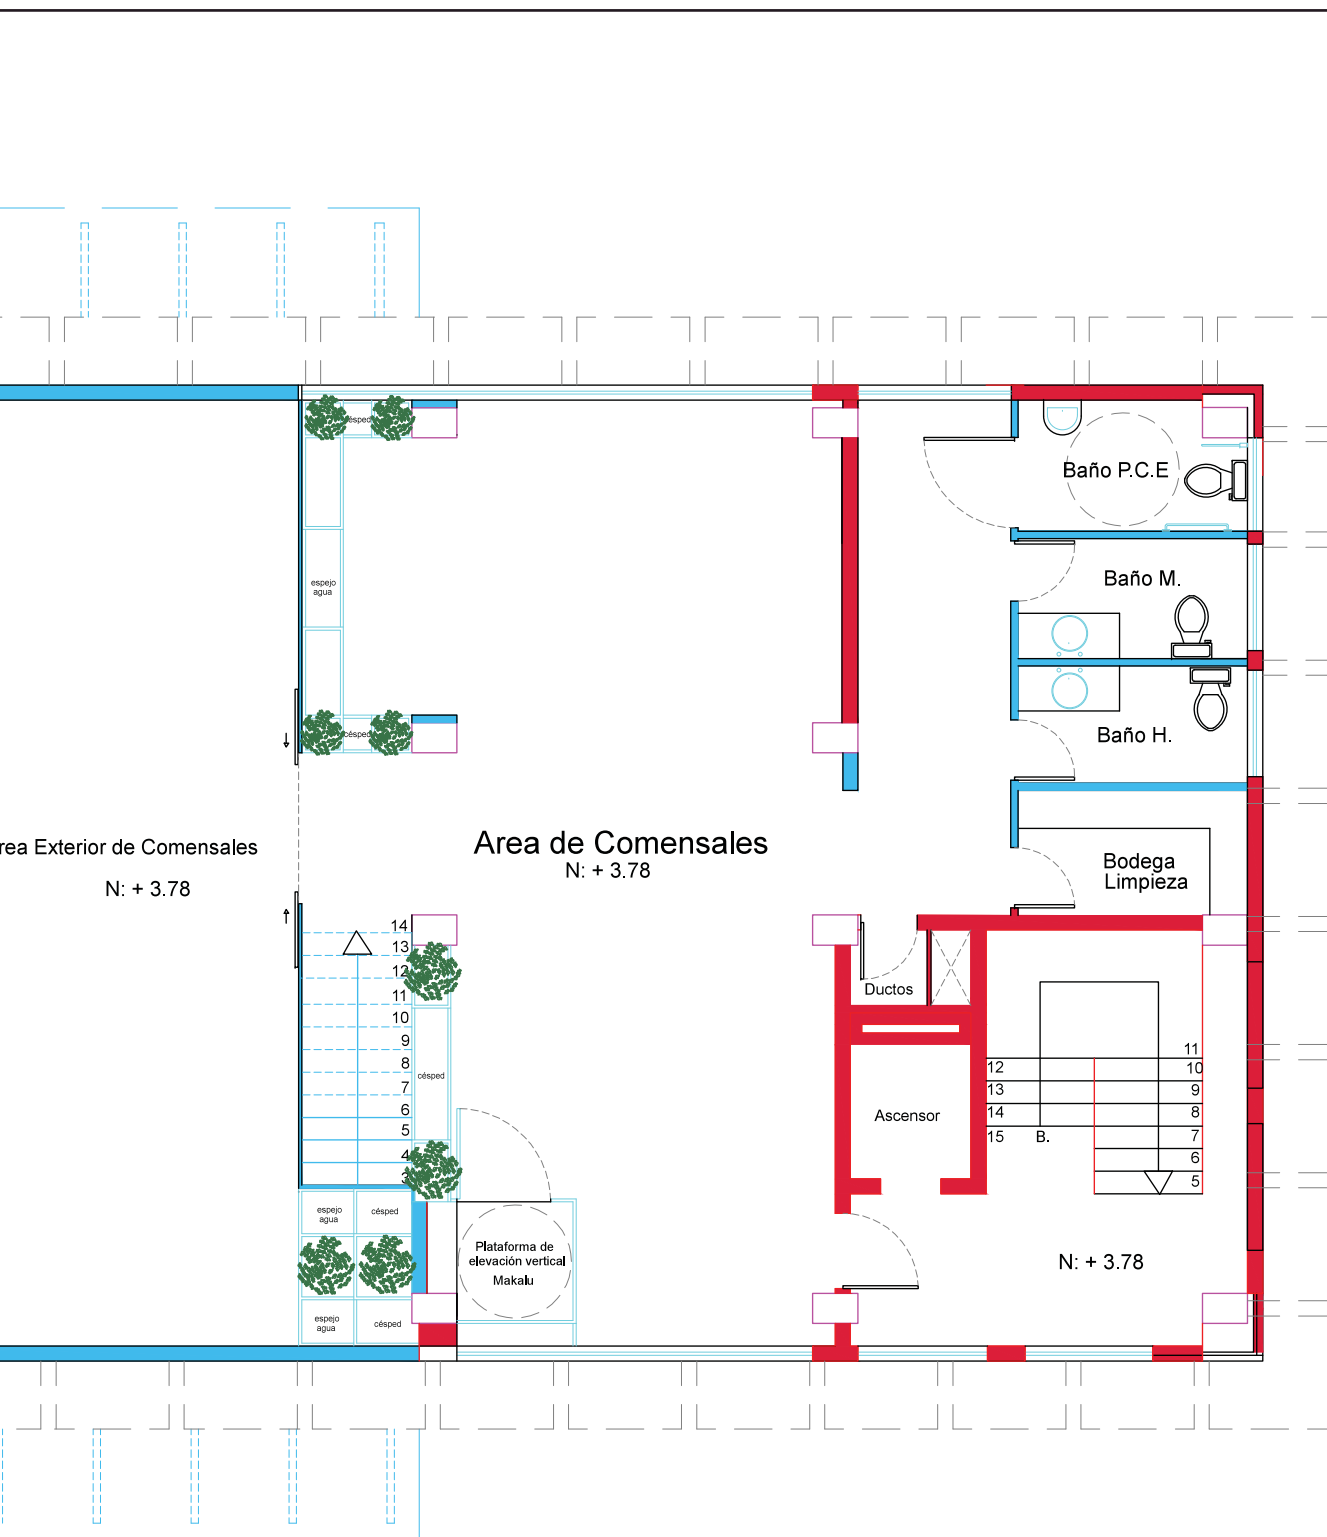 césped
Baño P.C.E
Baño M.
espejo
agua
césped
Baño H.
rea Exterior de Comensales
N: + 3.78
Area de Comensales
N: + 3.78
Bodega
Limpieza
14
13
12
11
10
9
8
7
6
5
4
3
césped
Ductos
Ascensor
11
10
9
8
7
6
5
12
13
14
15
B.
espejo
agua
césped
Plataforma de
elevación vertical
Makalu
N: + 3.78
espejo
agua
césped